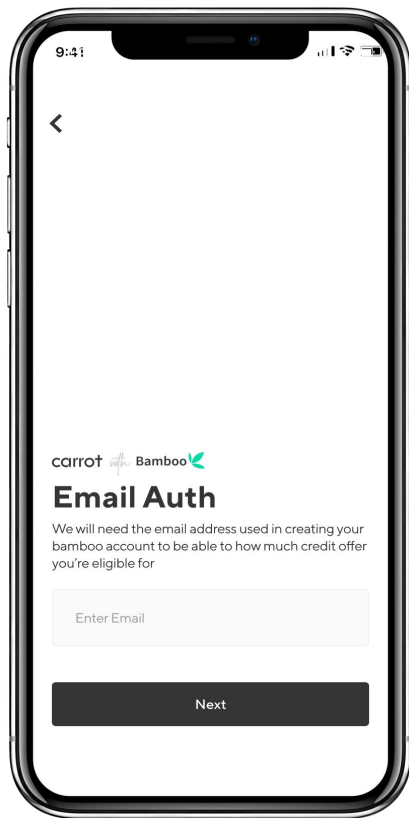 9:41
carrot with Bamboo
Email Auth
We will need the email address used in creating your
bamboo account to be able to how much credit offer
you’re eligible for
Enter Email
Next